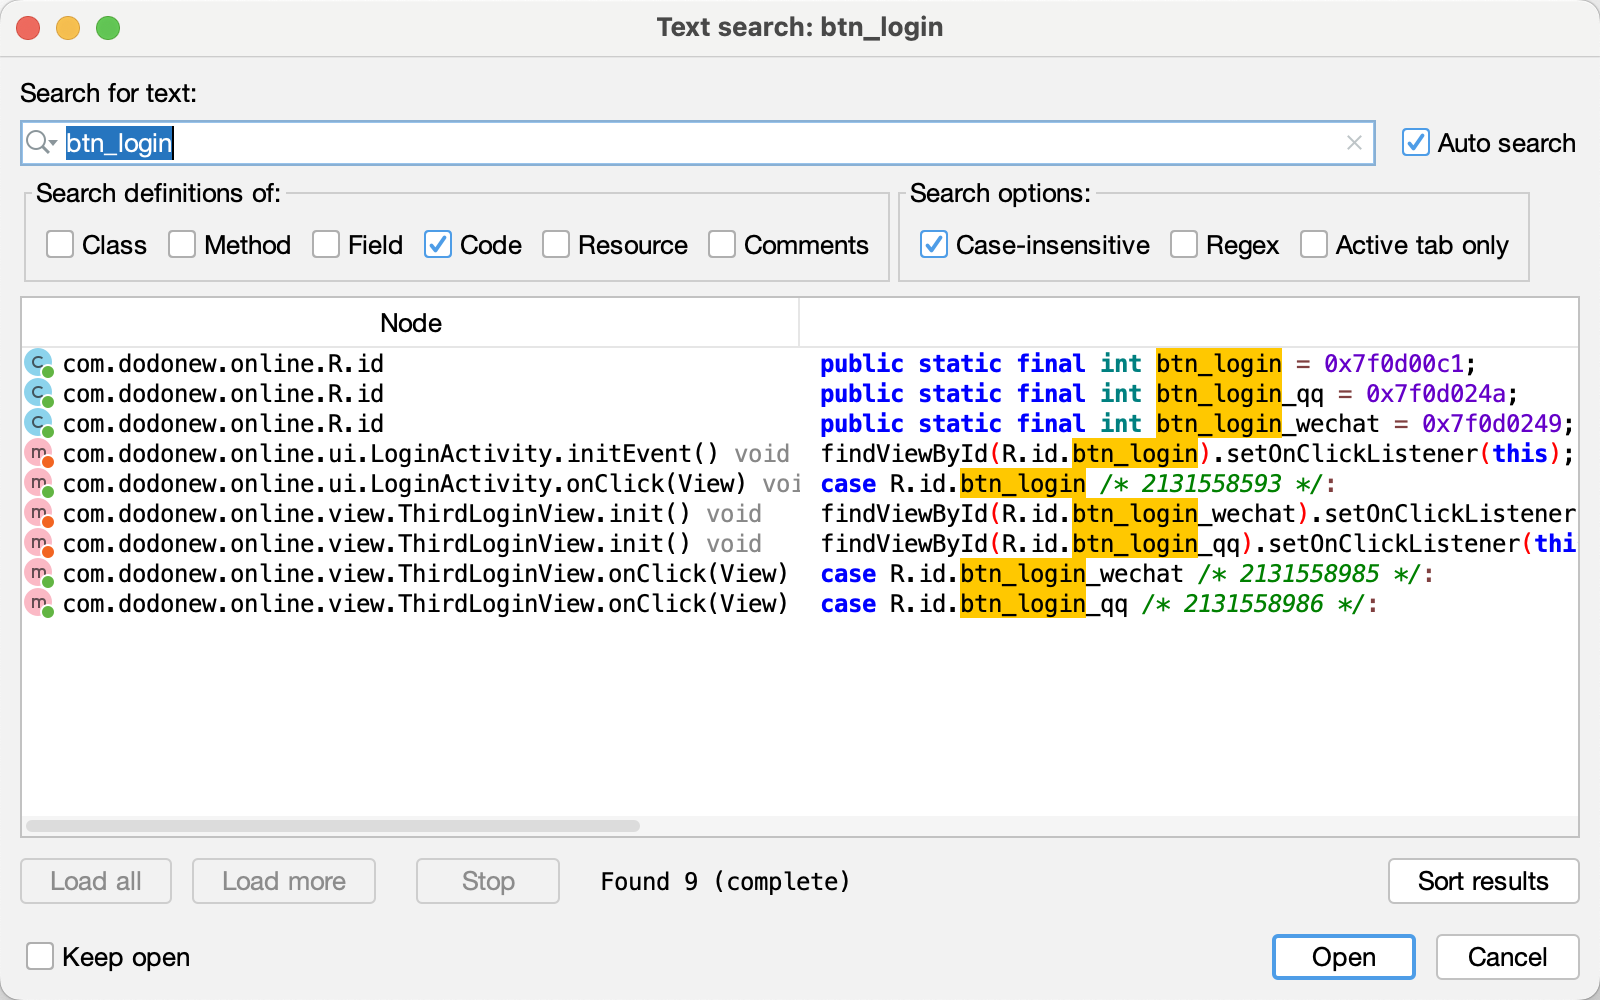 Text search: btn_login
Search for text:
btn_login
Auto search
Search definitions of:
Search options:
Class Method Field Code Resource Comments
Case-insensitive Regex Active tab only
Node
C com.dodonew.online.R.id public static final int btn_login = 0x7f0d00c1;
C com.dodonew.online.R.id public static final int btn_login_qq = 0x7f0d024a;
C com.dodonew.online.R.id public static final int btn_login_wechat = 0x7f0d0249;
m com.dodonew.online.ui.LoginActivity.initEvent() void findViewById(R.id.btn_login).setOnClickListener(this);
m com.dodonew.online.ui.LoginActivity.onClick(View) voi case R.id.btn_login /* 2131558593 */:
m com.dodonew.online.view.ThirdLoginView.init() void findViewById(R.id.btn_login_wechat).setOnClickListener
m com.dodonew.online.view.ThirdLoginView.init() void findViewById(R.id.btn_login_qq).setOnClickListener(thi
m com.dodonew.online.view.ThirdLoginView.onClick(View) case R.id.btn_login_wechat /* 2131558985 */:
m com.dodonew.online.view.ThirdLoginView.onClick(View) case R.id.btn_login_qq /* 2131558986 */:
Load all Load more Stop Found 9 (complete) Sort results
Keep open Open Cancel